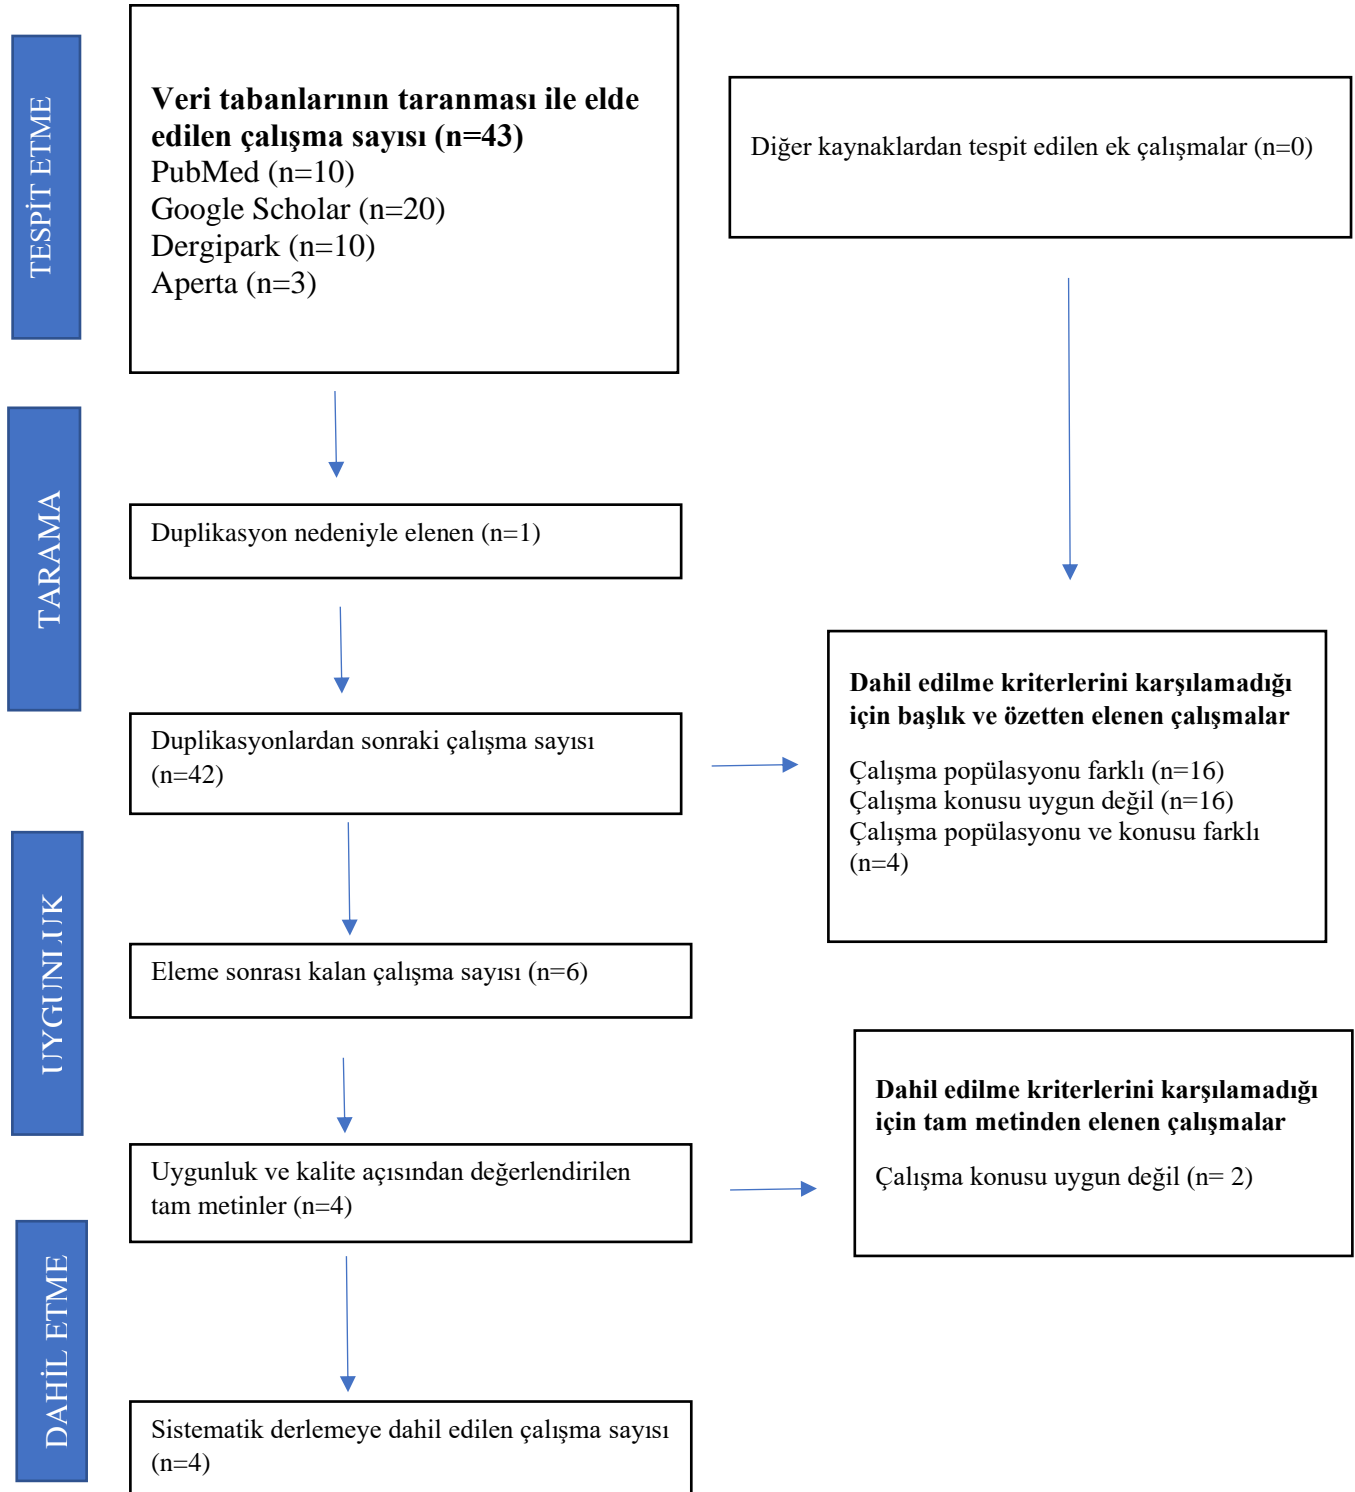 TESPİT ETME
Veri tabanlarının taranması ile elde
edilen çalışma sayısı (n=43)
PubMed (n=10)
Google Scholar (n=20)
Dergipark (n=10)
Aperta (n=3)
Diğer kaynaklardan tespit edilen ek çalışmalar (n=0)
TARAMA
Duplikasyon nedeniyle elenen (n=1)
Duplikasyonlardan sonraki çalışma sayısı
(n=42)
Dahil edilme kriterlerini karşılamadığı
için başlık ve özetten elenen çalışmalar
Çalışma popülasyonu farklı (n=16)
Çalışma konusu uygun değil (n=16)
Çalışma popülasyonu ve konusu farklı
(n=4)
UYGUNLUK
Eleme sonrası kalan çalışma sayısı (n=6)
Uygunluk ve kalite açısından değerlendirilen
tam metinler (n=4)
Dahil edilme kriterlerini karşılamadığı
için tam metinden elenen çalışmalar
Çalışma konusu uygun değil (n= 2)
DAHİL ETME
Sistematik derlemeye dahil edilen çalışma sayısı
(n=4)